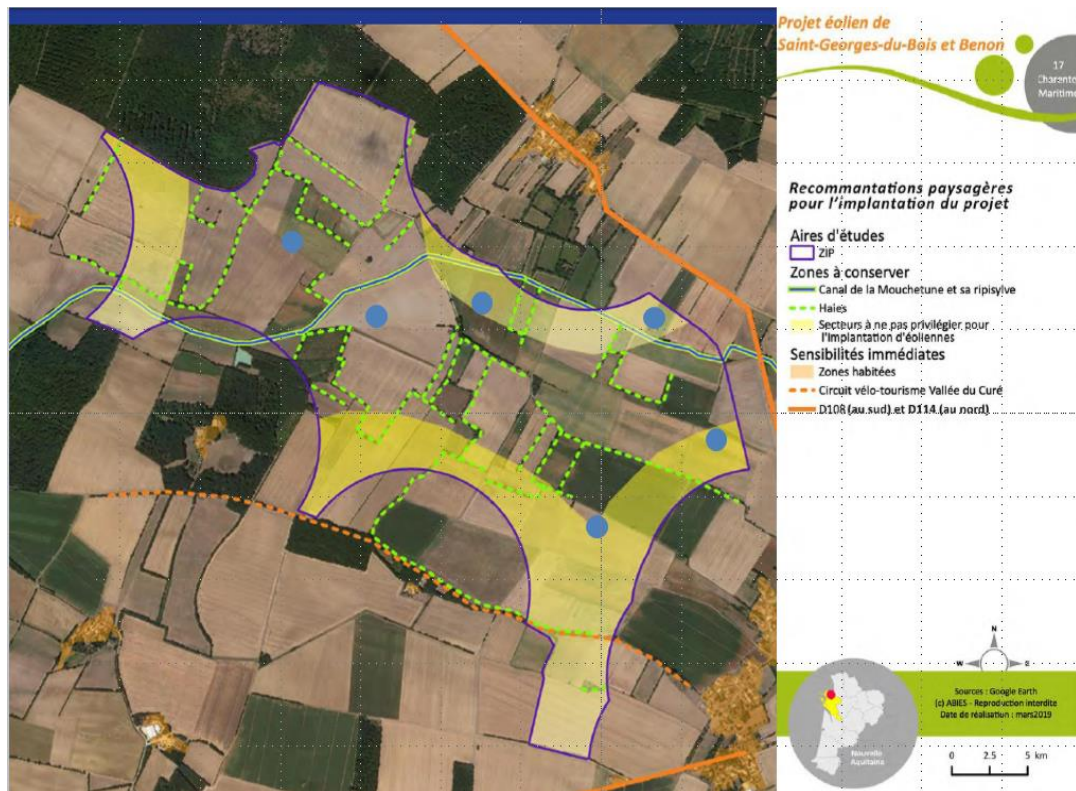 Projet éolien de
Saint-Georges-du-Bois et Benon
17
Charente
Maritime
Recommantations paysagères
pour l'implantation du projet
Aires d'études
ZIP
Zones à conserver
Canal de la Mouchetune et sa ripisylve
Haies
Secteurs à ne pas privilégier pour
l'implantation d'éoliennes
Sensibilités immédiates
Zones habitées
Circuit vélo-tourisme Vallée du Curé
D108 (au sud) et D114 (au nord)
N
W
E
S
Nouvelle
Aquitaine
Sources : Google Earth
(c) ABIES - Reproduction interdite
Date de réalisation : mars2019
0 2.5 5 km